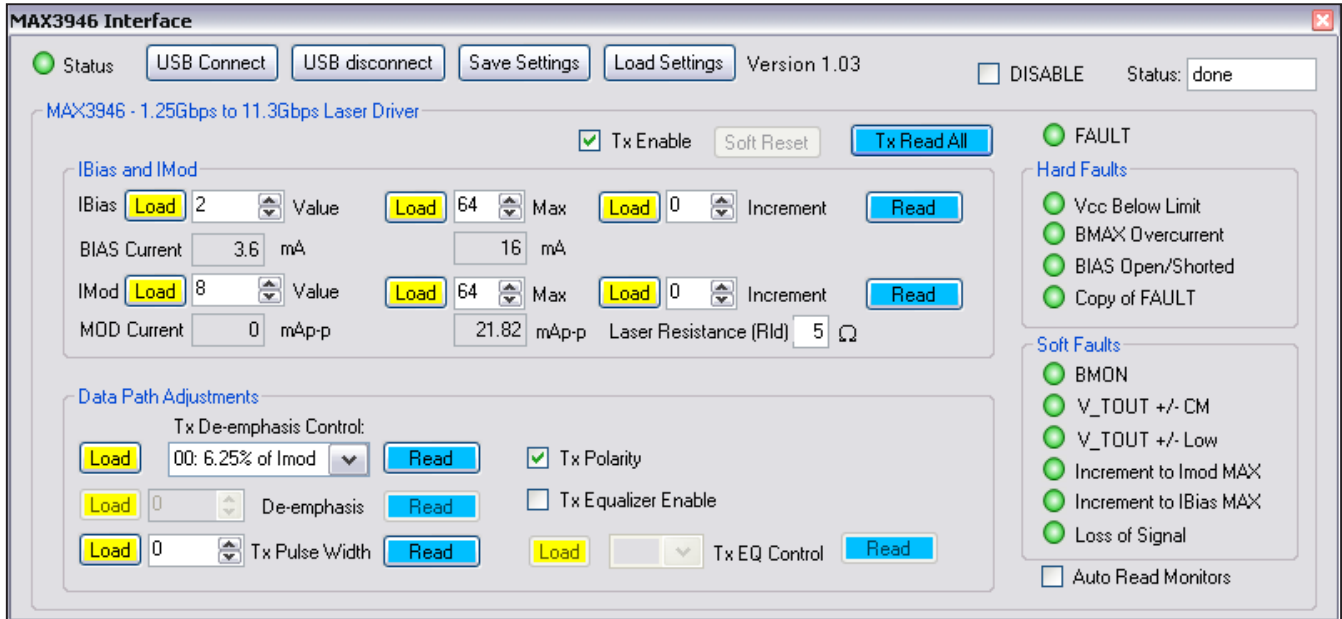 MAX3946 Interface
Status USB Connect USB disconnect Save Settings Load Settings Version 1.03 DISABLE Status: done
MAX3946 - 1.25Gbps to 11.3Gbps Laser Driver
Tx Enable Soft Reset Tx Read All FAULT
IBias and IMod
IBias Load 2 Value Load 64 Max Load 0 Increment Read
BIAS Current 3.6 mA 16 mA
IMod Load 8 Value Load 64 Max Load 0 Increment Read
MOD Current 0 mAp-p 21.82 mAp-p Laser Resistance (Rld) 5 Ω
Hard Faults
Vcc Below Limit
BMAX Overcurrent
BIAS Open/Shorted
Copy of FAULT
Data Path Adjustments
Tx De-emphasis Control:
Load 00: 6.25% of Imod Read Tx Polarity
Load 0 De-emphasis Read Tx Equalizer Enable
Load 0 Tx Pulse Width Read Load Tx EQ Control Read
Soft Faults
BMON
V_TOUT +/- CM
V_TOUT +/- Low
Increment to Imod MAX
Increment to IBias MAX
Loss of Signal
Auto Read Monitors